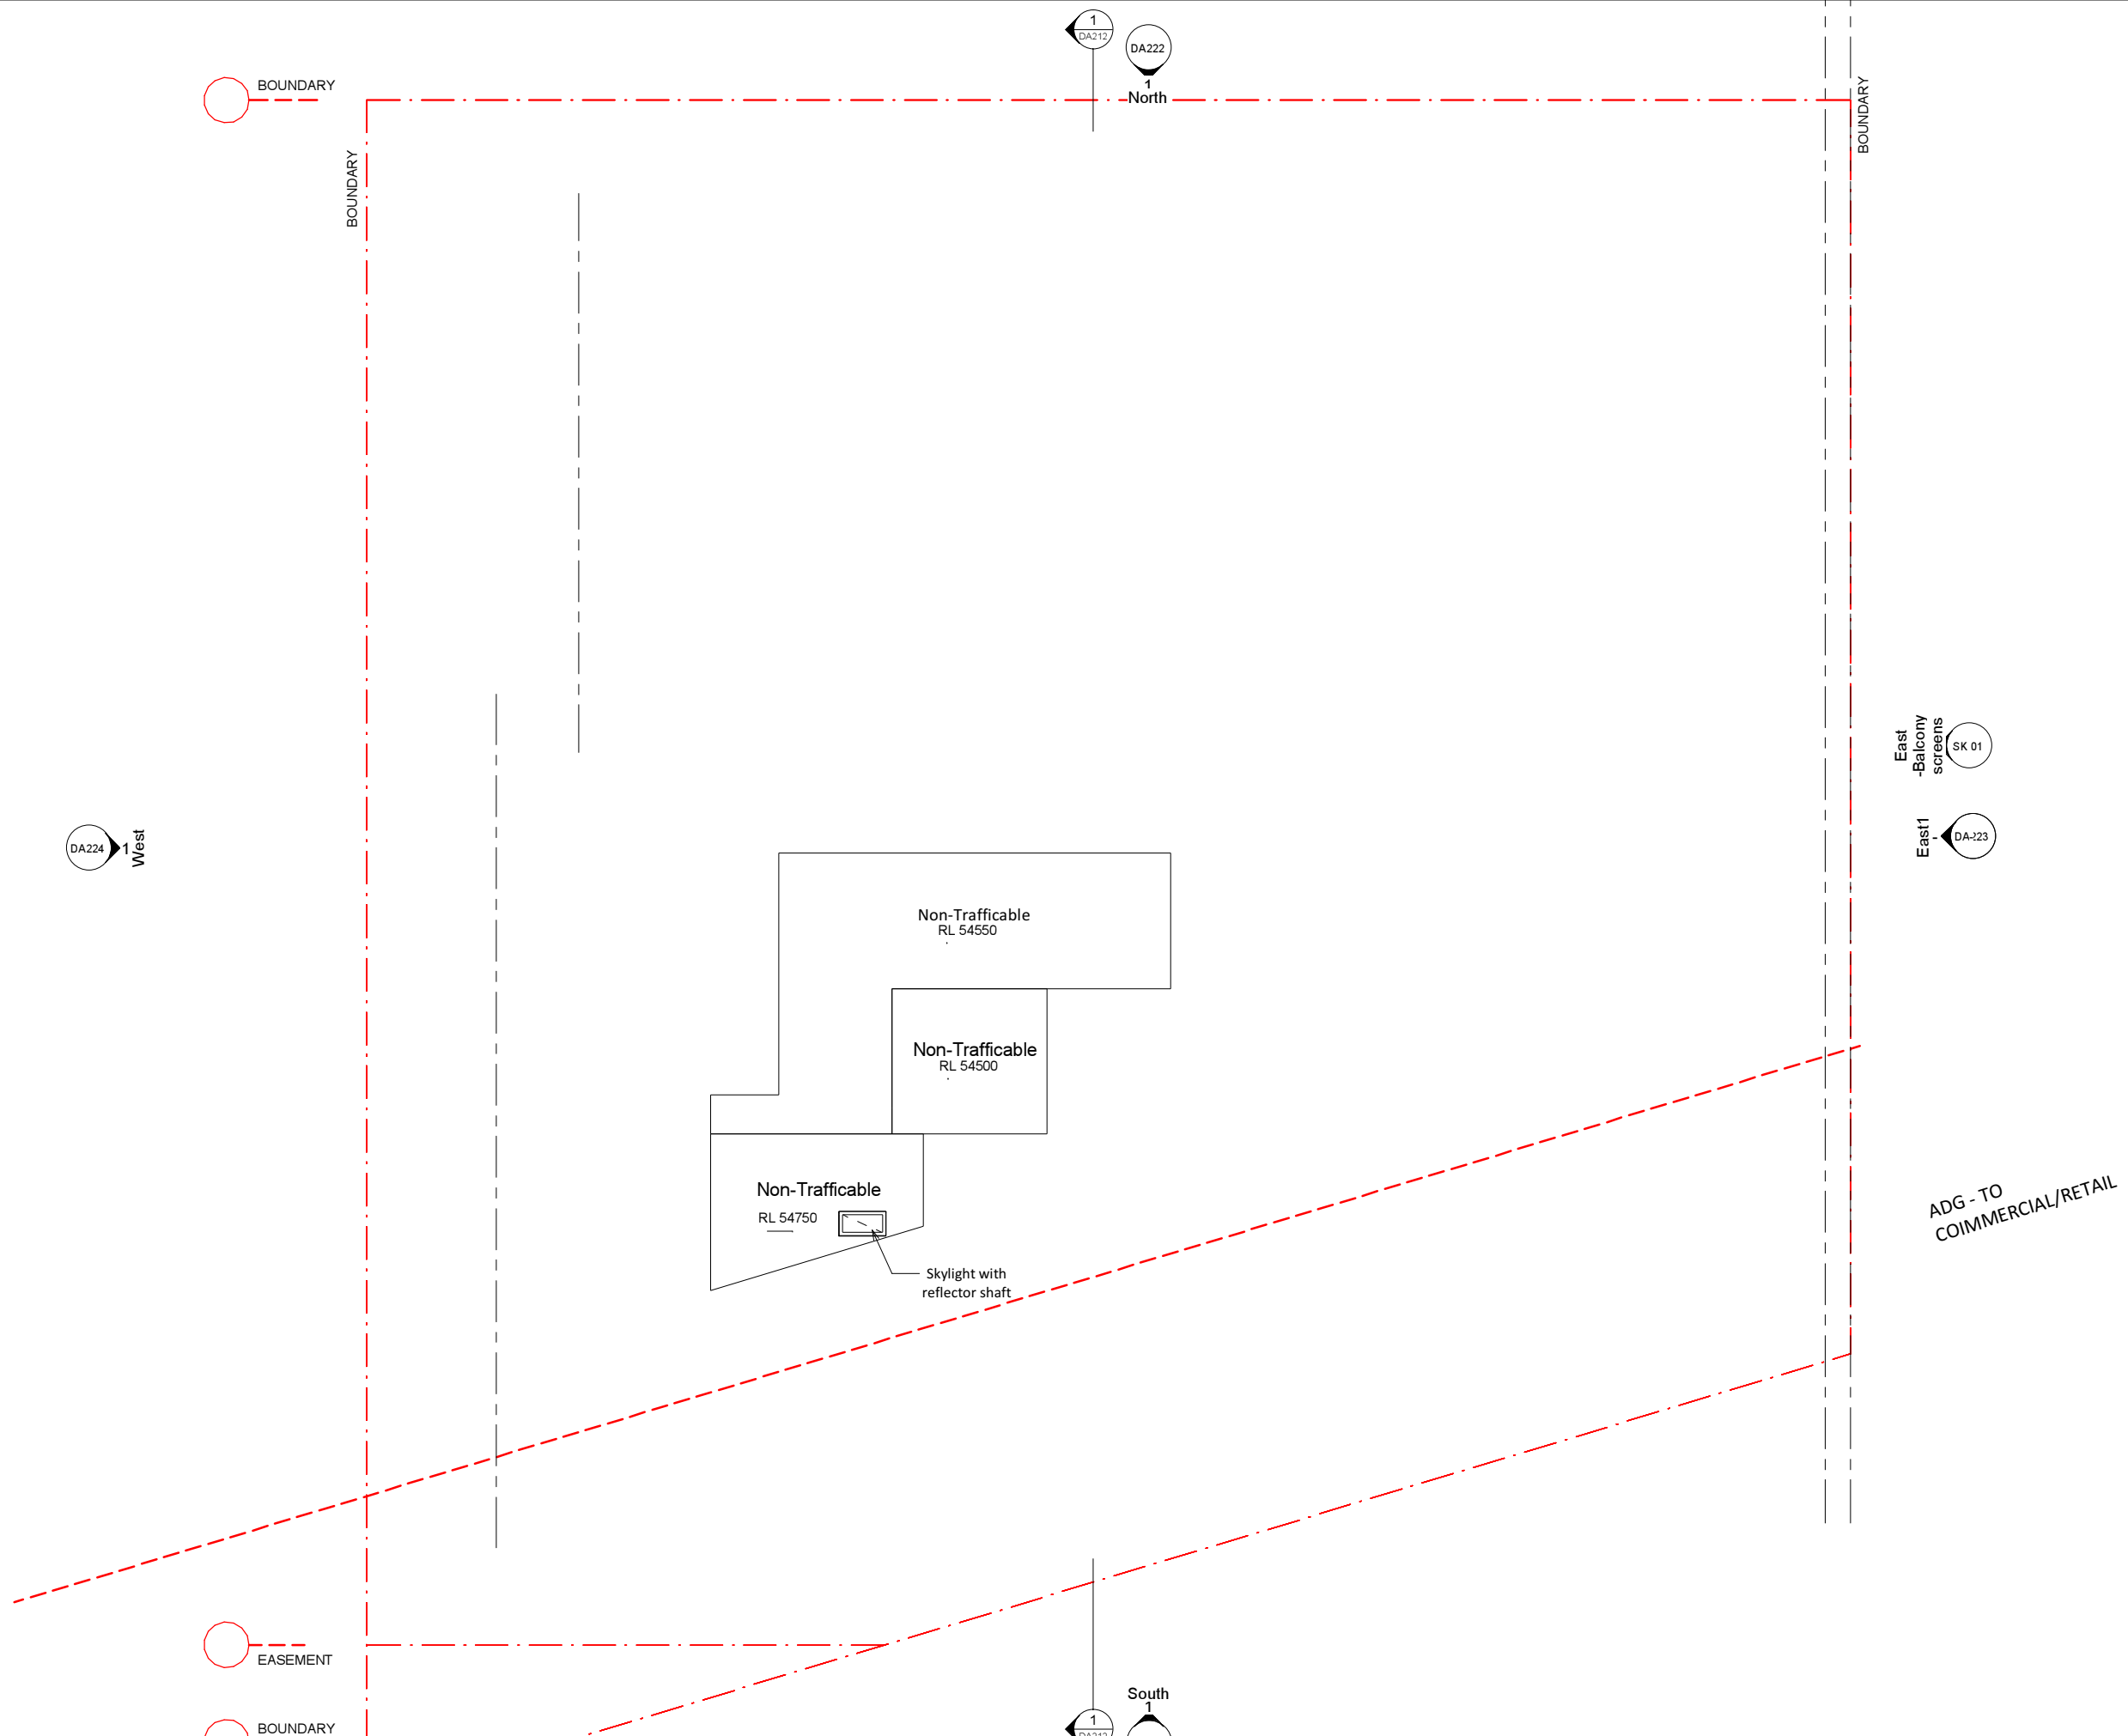 1
DA212
DA222
1
North
BOUNDARY
BOUNDARY
BOUNDARY
East
-Balcony
screens
SK 01
DA224
1
West
East1
-
Non-Trafficable
RL 54550
Non-Trafficable
RL 54500
Non-Trafficable
RL 54750
Skylight with
reflector shaft
ADG - TO
COIMMERCIAL/RETAIL
EASEMENT
BOUNDARY
South
1
1